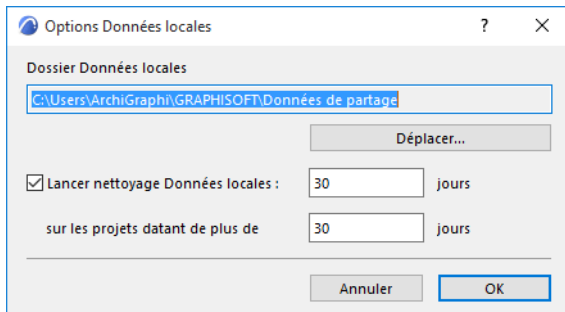 Options Données locales
?
Dossier Données locales
C:\Users\ArchiGraphi\GRAPHISOFT\Données de partage
Déplacer...
Lancer nettoyage Données locales : 30 jours
sur les projets datant de plus de 30 jours
Annuler OK